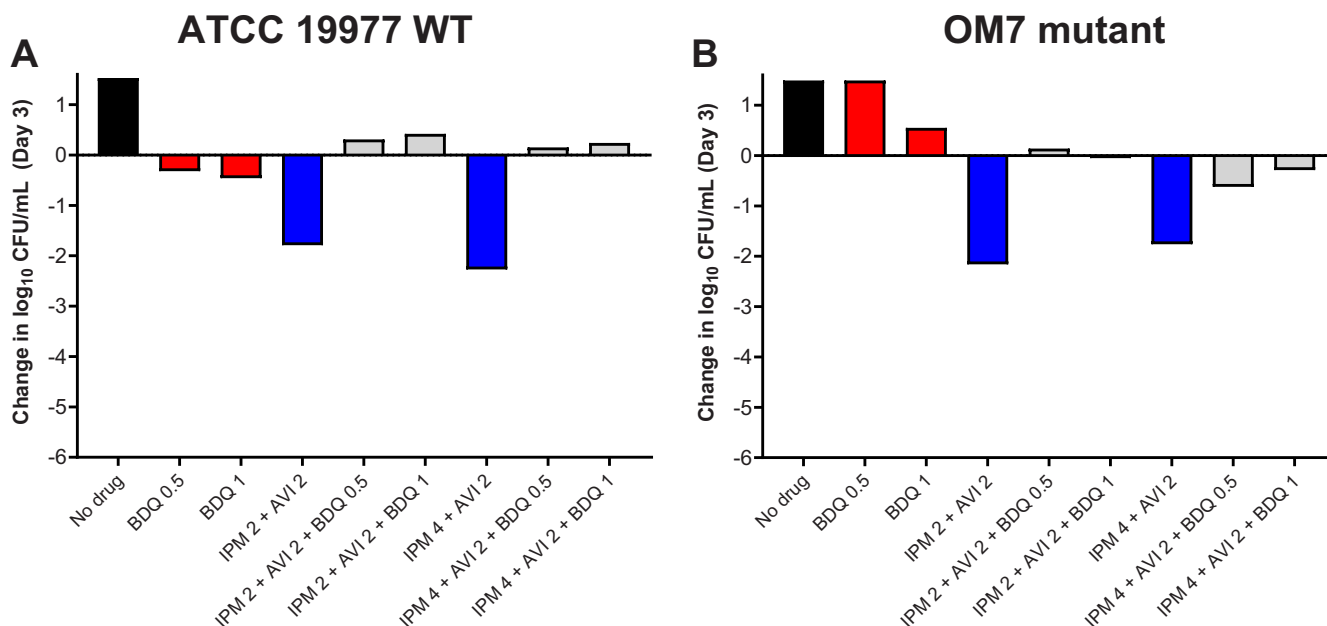 ATCC 19977 WT
A
Change in log10 CFU/mL (Day 3)
1
0
-1
-2
-3
-4
-5
-6
No drug
BDQ 0.5
BDQ 1
IPM 2 + AVI 2
IPM 2 + AVI 2 + BDQ 0.5
IPM 2 + AVI 2 + BDQ 1
IPM 4 + AVI 2
IPM 4 + AVI 2 + BDQ 0.5
IPM 4 + AVI 2 + BDQ 1
OM7 mutant
B
Change in log10 CFU/mL (Day 3)
1
0
-1
-2
-3
-4
-5
-6
No drug
BDQ 0.5
BDQ 1
IPM 2 + AVI 2
IPM 2 + AVI 2 + BDQ 0.5
IPM 2 + AVI 2 + BDQ 1
IPM 4 + AVI 2
IPM 4 + AVI 2 + BDQ 0.5
IPM 4 + AVI 2 + BDQ 1